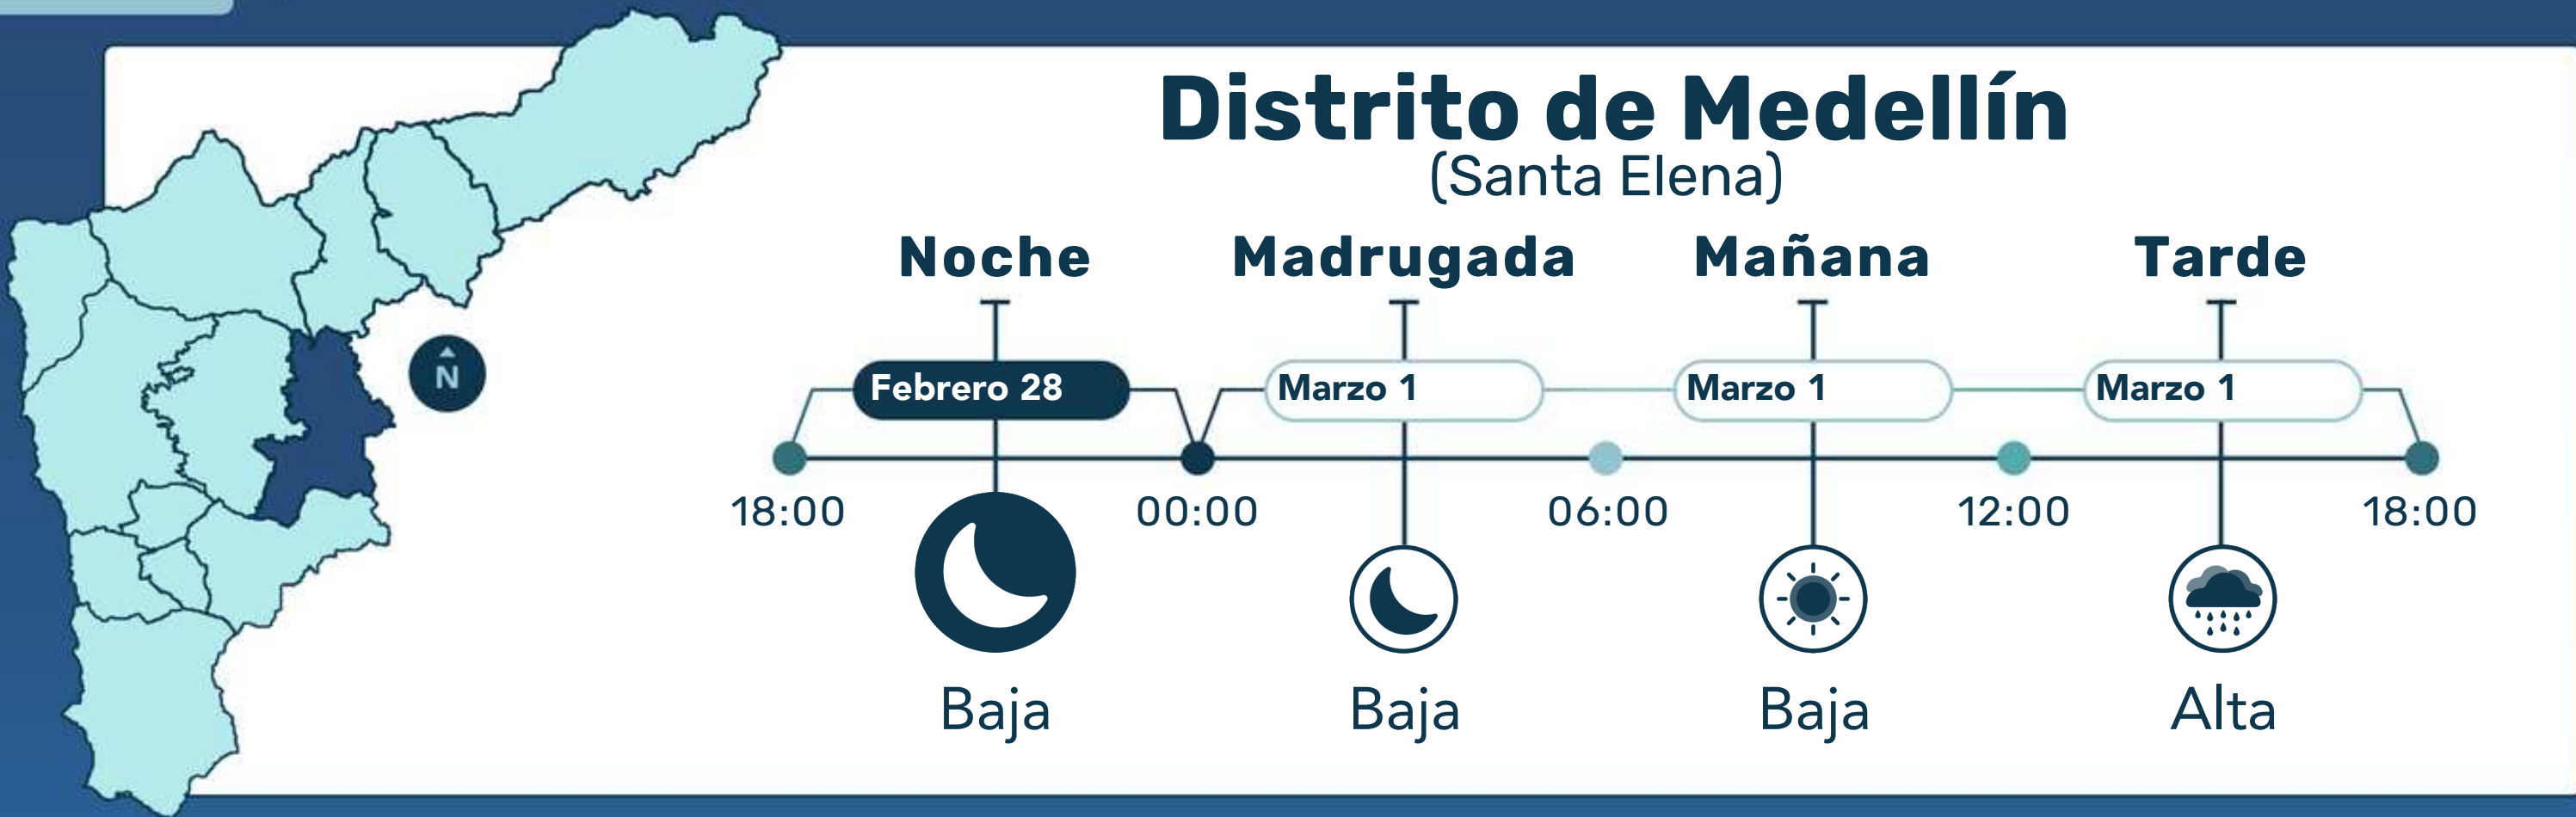 Distrito de Medellín
(Santa Elena)
Noche Madrugada Mañana Tarde
Febrero 28 Marzo 1 Marzo 1 Marzo 1
N
18:00 00:00 06:00 12:00 18:00
Baja Baja Baja Alta